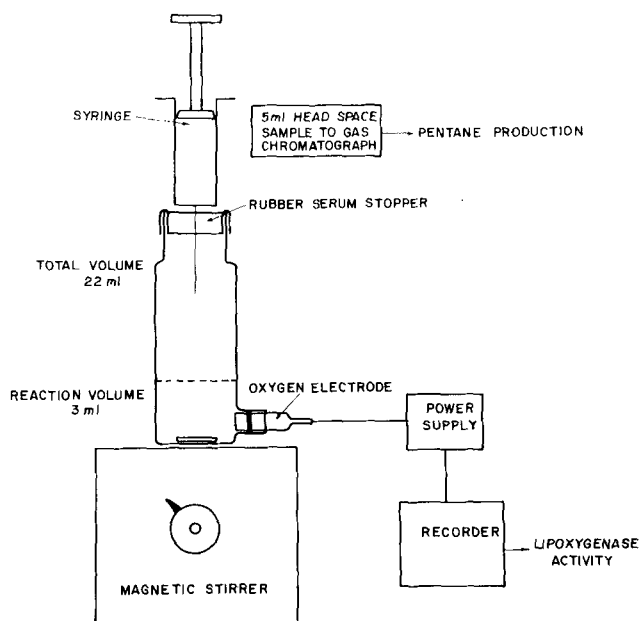 SYRINGE
5ml HEAD SPACE
SAMPLE TO GAS
CHROMATOGRAPH
PENTANE PRODUCTION
RUBBER SERUM STOPPER
TOTAL VOLUME
22 ml
REACTION VOLUME
3 ml
OXYGEN ELECTRODE
POWER
SUPPLY
RECORDER
LIPOXYGENASE
ACTIVITY
MAGNETIC STIRRER